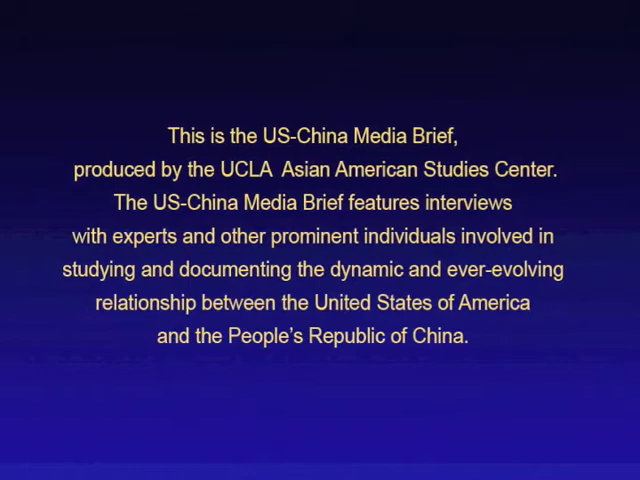 This is the US-China Media Brief,
produced by the UCLA Asian American Studies Center.
The US-China Media Brief features interviews
with experts and other prominent individuals involved in
studying and documenting the dynamic and ever-evolving
relationship between the United States of America
and the People’s Republic of China.